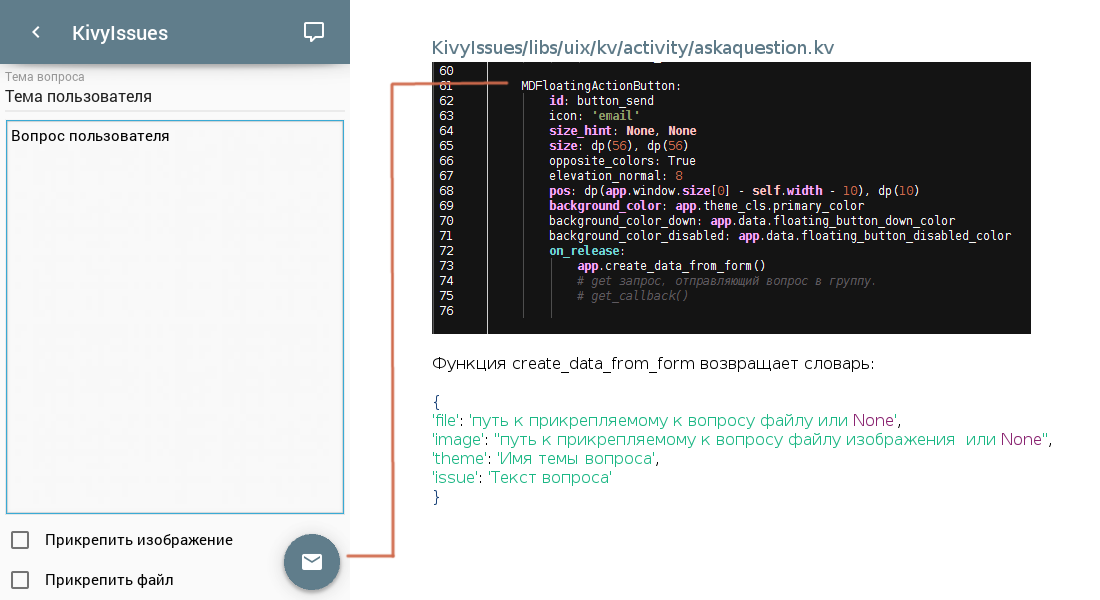 KivyIssues
Тема вопроса
Тема пользователя
Вопрос пользователя
Прикрепить изображение
Прикрепить файл
KivyIssues/libs/uix/kv/activity/askaquestion.kv
60
61 MDFloatingActionButton:
62 id: button_send
63 icon: 'email'
64 size_hint: None, None
65 size: dp(56), dp(56)
66 opposite_colors: True
67 elevation_normal: 8
68 pos: dp(app.window.size[0] - self.width - 10), dp(10)
69 background_color: app.theme_cls.primary_color
70 background_color_down: app.data.floating_button_down_color
71 background_color_disabled: app.data.floating_button_disabled_color
72 on_release:
73 app.create_data_from_form()
74 # get запрос, отправляющий вопрос в группу.
75 # get_callback()
76
Функция create_data_from_form возвращает словарь:
{
'file': 'путь к прикрепляемому к вопросу файлу или None',
'image': "путь к прикрепляемому к вопросу файлу изображения  или None",
'theme': 'Имя темы вопроса',
'issue': 'Текст вопроса'
}